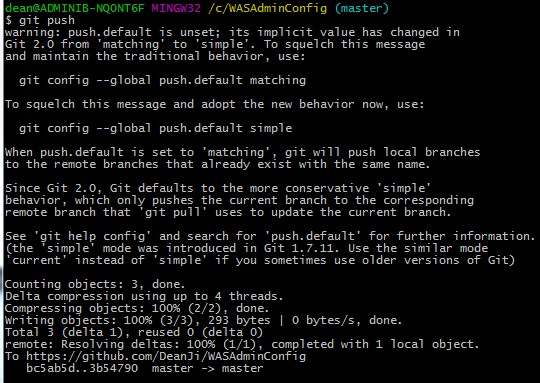 dean@ADMINIB-NQONT6F MINGW32 /c/WASAdminConfig (master)
$ git push
warning: push.default is unset; its implicit value has changed in
Git 2.0 from 'matching' to 'simple'. To squelch this message
and maintain the traditional behavior, use:
git config --global push.default matching
To squelch this message and adopt the new behavior now, use:
git config --global push.default simple
When push.default is set to 'matching', git will push local branches
to the remote branches that already exist with the same name.
Since Git 2.0, Git defaults to the more conservative 'simple'
behavior, which only pushes the current branch to the corresponding
remote branch that 'git pull' uses to update the current branch.
See 'git help config' and search for 'push.default' for further information.
(the 'simple' mode was introduced in Git 1.7.11. Use the similar mode
'current' instead of 'simple' if you sometimes use older versions of Git)
Counting objects: 3, done.
Delta compression using up to 4 threads.
Compressing objects: 100% (2/2), done.
Writing objects: 100% (3/3), 293 bytes | 0 bytes/s, done.
Total 3 (delta 1), reused 0 (delta 0)
remote: Resolving deltas: 100% (1/1), completed with 1 local object.
To https://github.com/DeanJi/WASAdminConfig
bc5ab5d..3b54790 master -> master